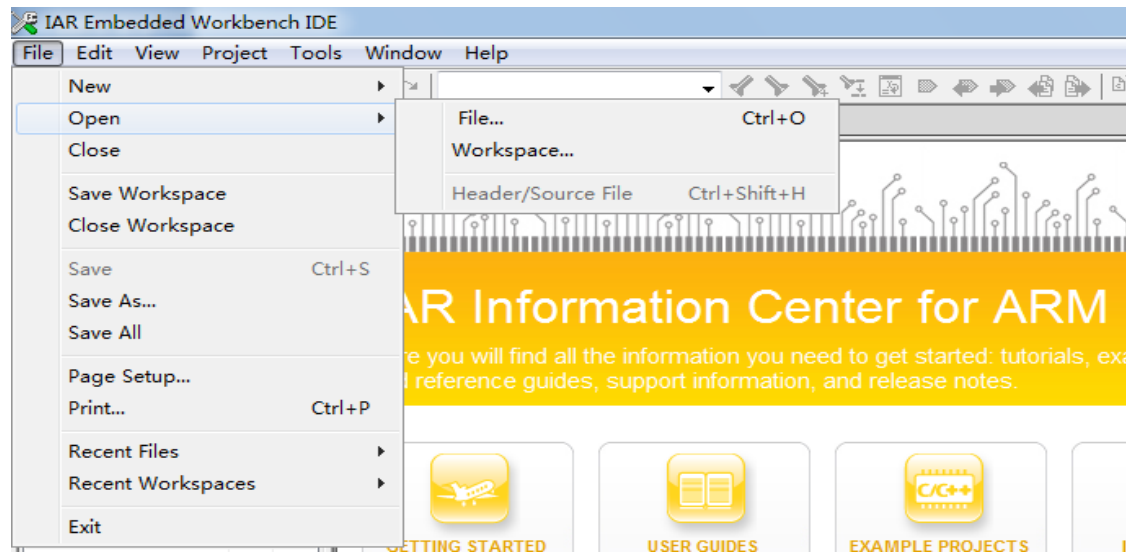 IAR Embedded Workbench IDE
File Edit View Project Tools Window Help
New
Open
Close
Save Workspace
Close Workspace
Save Ctrl+S
Save As...
Save All
Page Setup...
Print... Ctrl+P
Recent Files
Recent Workspaces
Exit
File... Ctrl+O
Workspace...
Header/Source File Ctrl+Shift+H
AR Information Center for ARM
re you will find all the information you need to get started: tutorials, exa
reference guides, support information, and release notes.
GETTING STARTED
USER GUIDES
C/C++
EXAMPLE PROJECTS